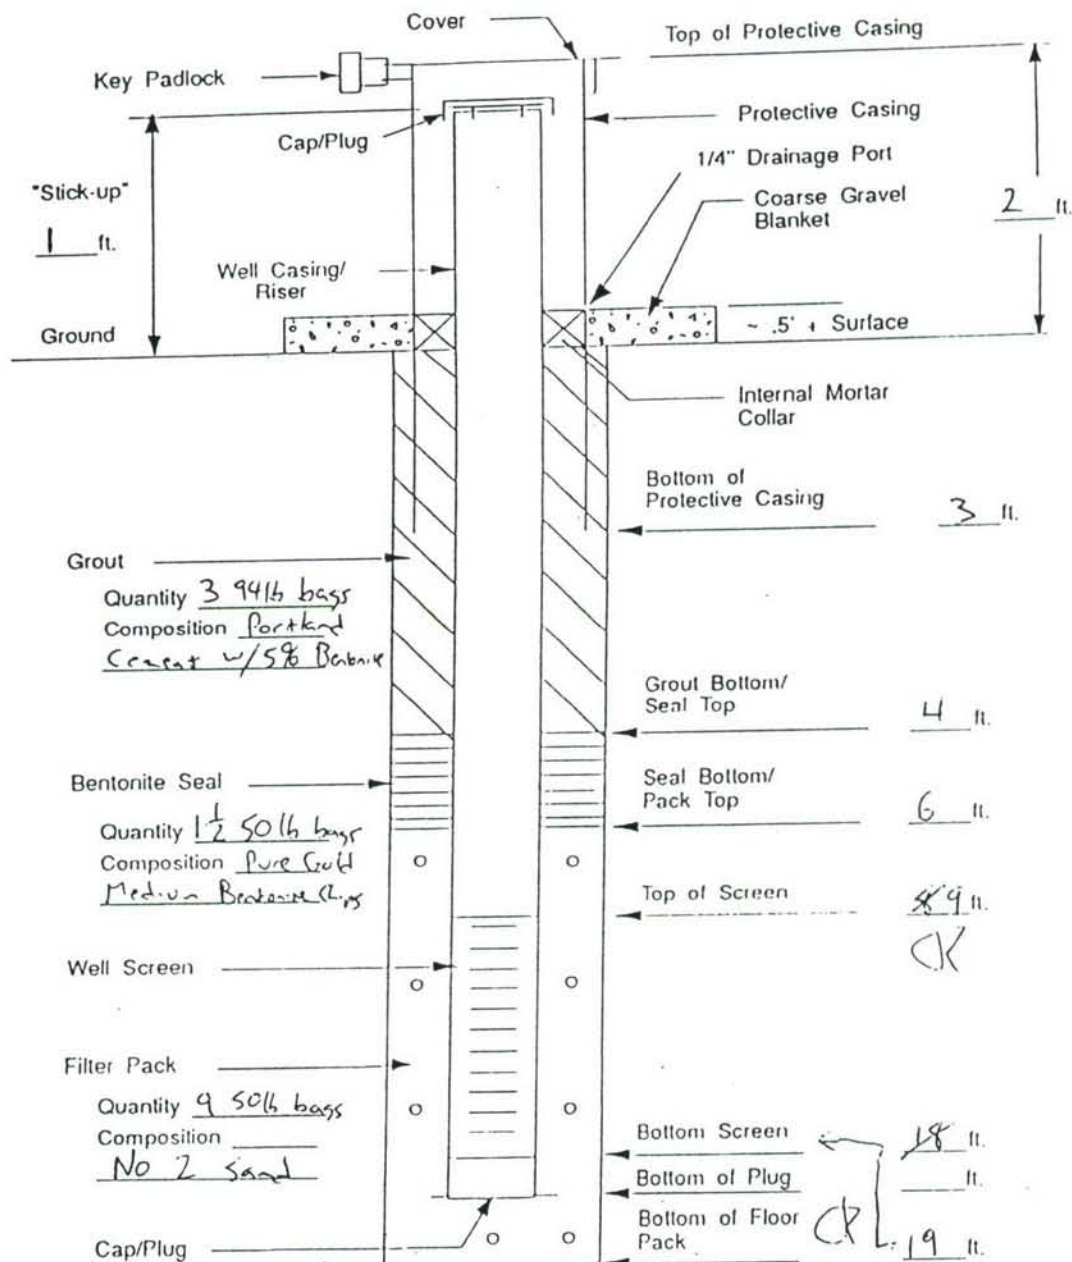 Cover
Top of Protective Casing
Key Padlock
Cap/Plug
Protective Casing
1/4" Drainage Port
"Stick-up"
1 ft.
Coarse Gravel
Blanket
2 ft.
Well Casing/
Riser
Ground
~ .5' + Surface
Internal Mortar
Collar
Bottom of
Protective Casing
3 ft.
Grout
Quantity 3 94lb bags
Composition Portland
Cement w/5% Bentonite
Grout Bottom/
Seal Top
4 ft.
Bentonite Seal
Quantity 1 1/2 50lb bags
Composition Pure Gold
Medium Bentonite Chips
Seal Bottom/
Pack Top
6 ft.
Top of Screen
9 ft.
CK
Well Screen
Filter Pack
Quantity 9 50lb bags
Composition
No 2 sand
Bottom Screen
18 ft.
Bottom of Plug
ft.
Bottom of Floor
Pack
CK
19 ft.
Cap/Plug